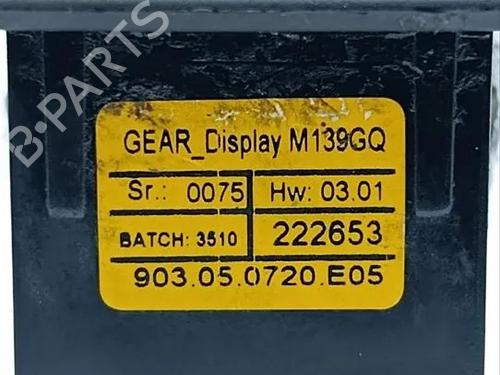 B-PARTS
GEAR_Display M139GQ
Sr.: 0075 Hw: 03.01
BATCH: 3510 222653
903.05.0720.E05